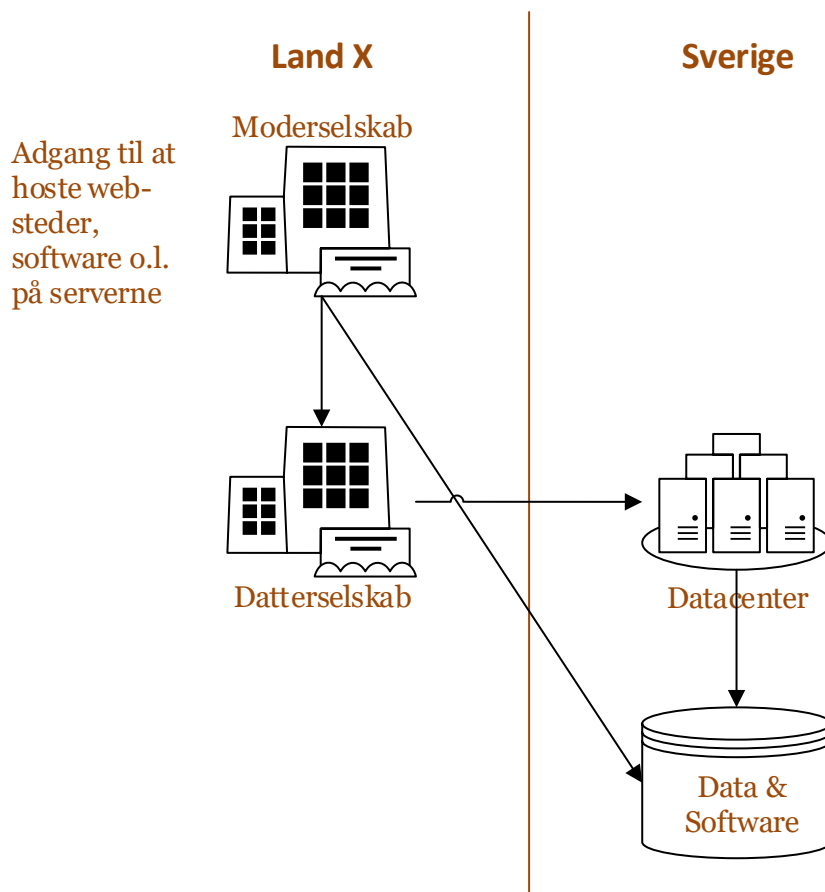 Land X
Sverige
Moderselskab
Adgang til at
hoste web-
steder,
software o.l.
på serverne
Datterselskab
Datacenter
Data &
Software